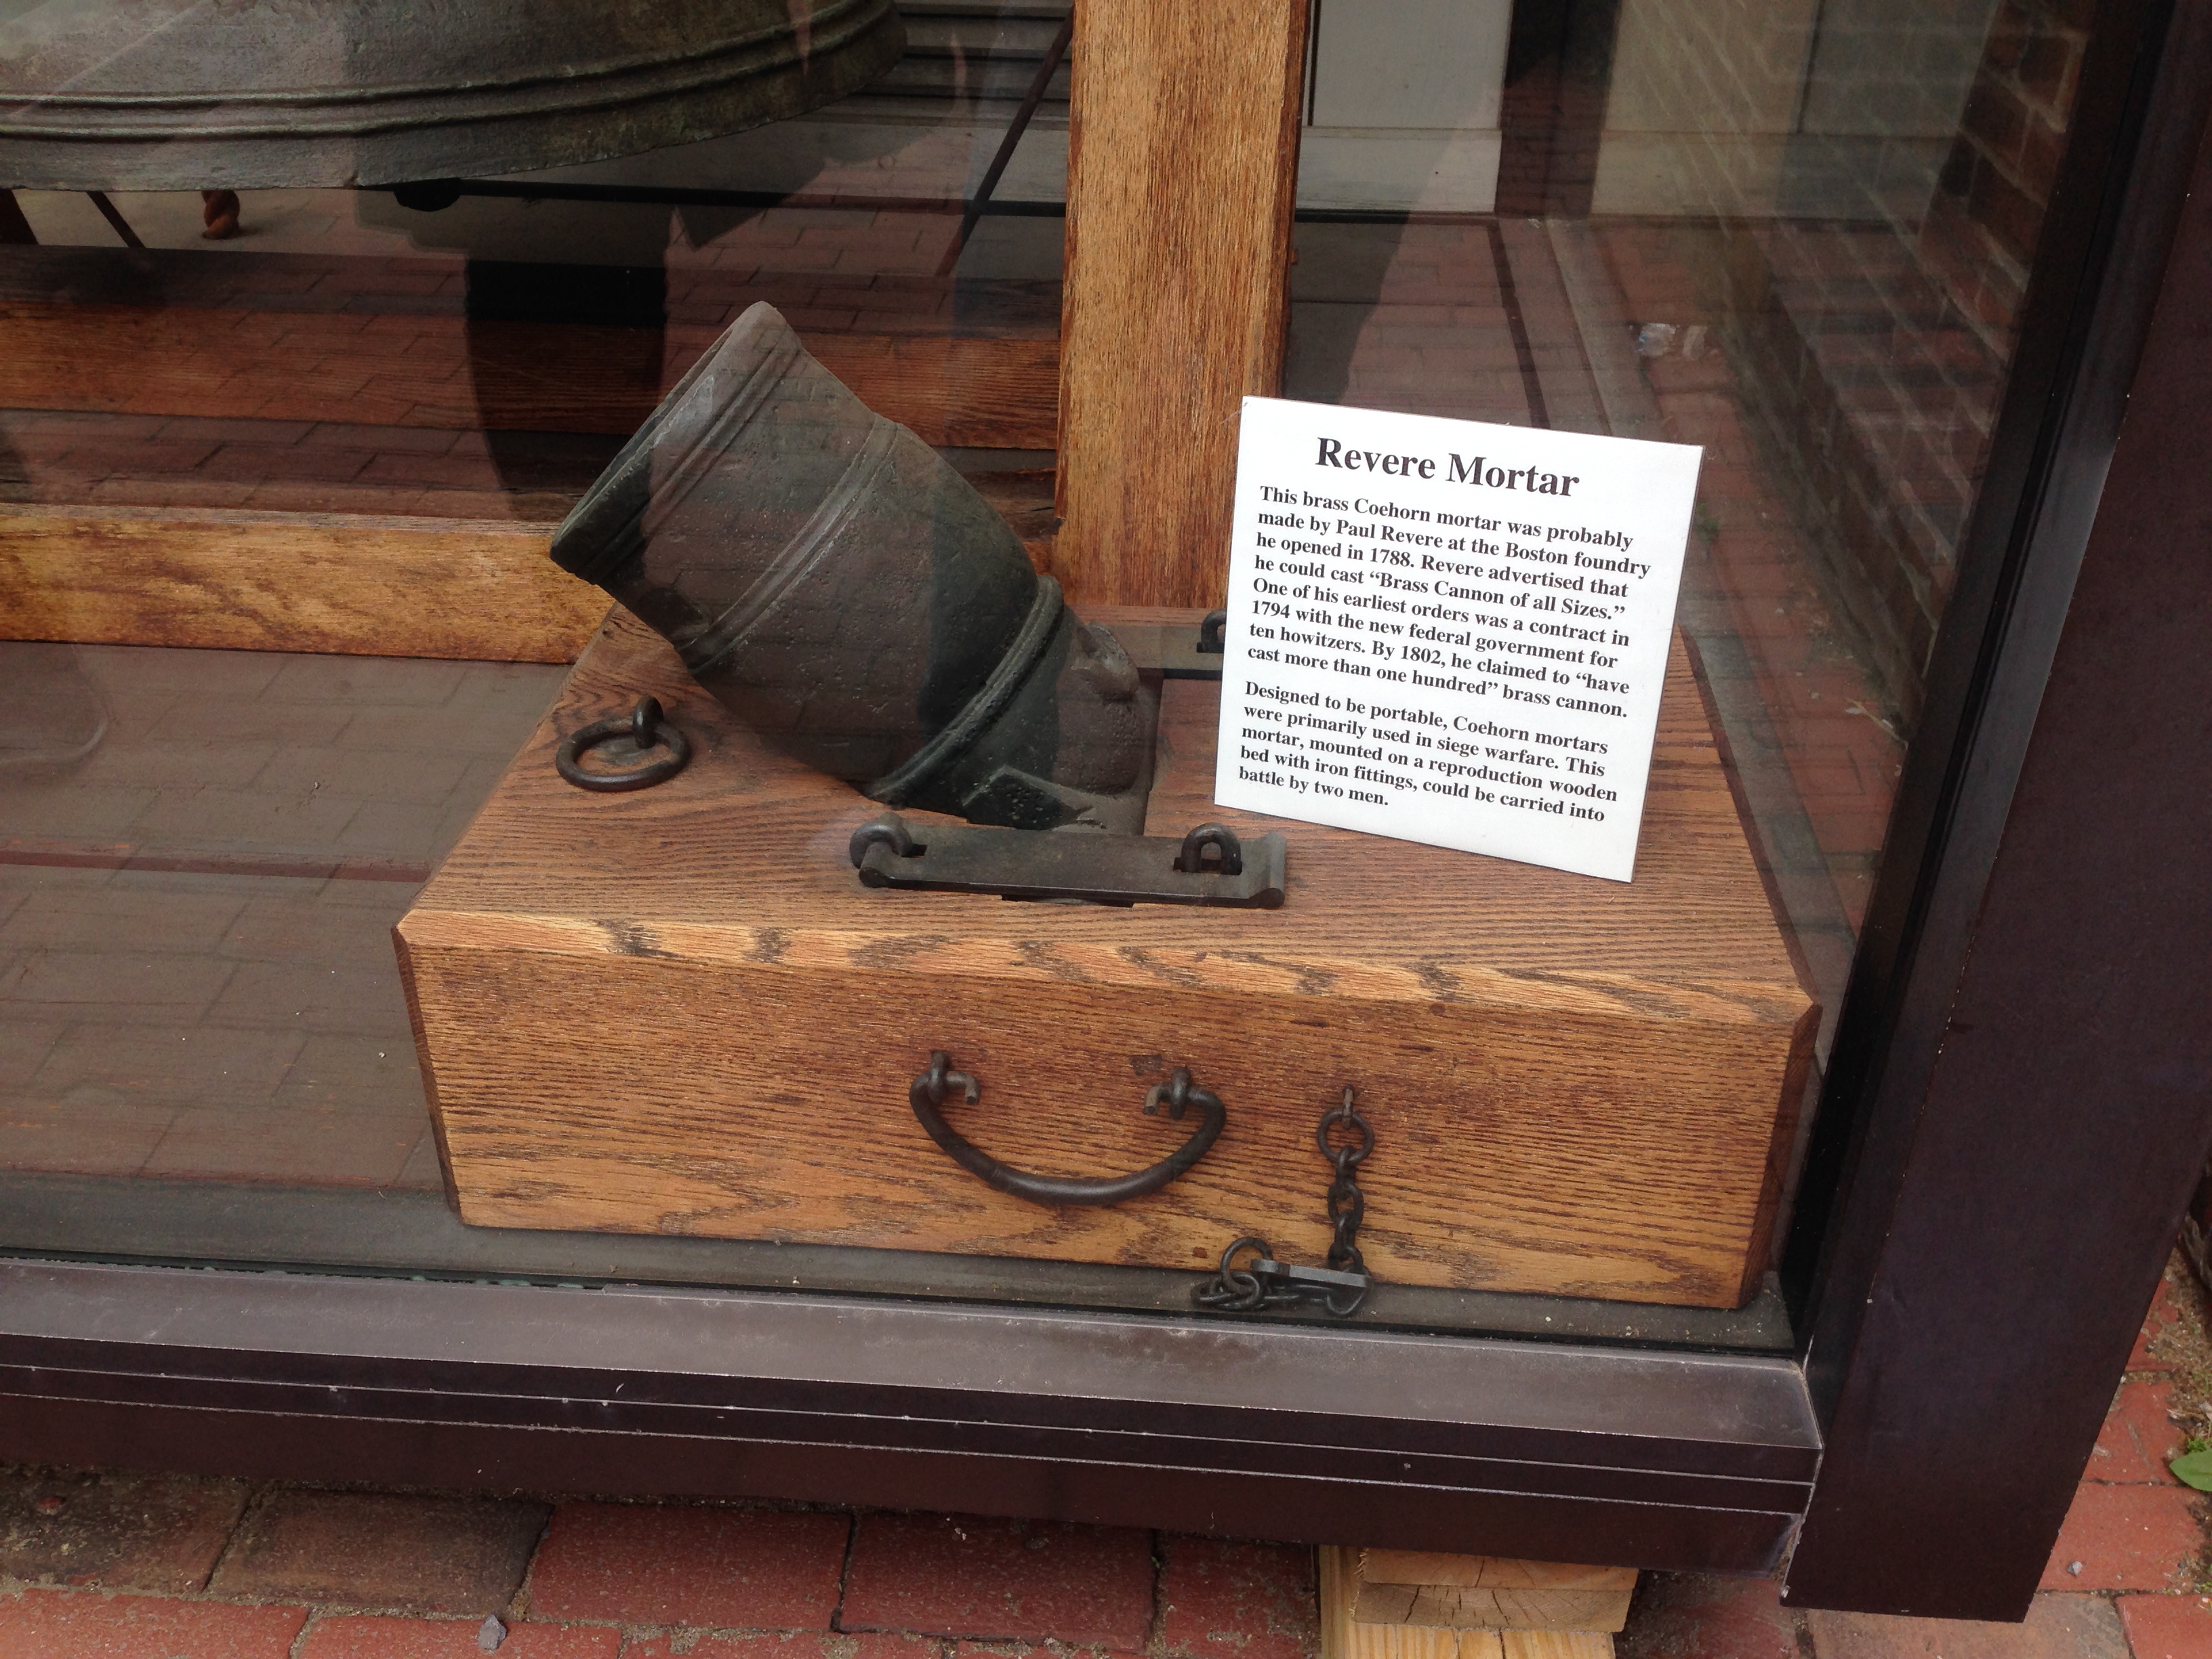 Revere Mortar
This brass Coehorn mortar was probably
made by Paul Revere at the Boston foundry
he opened in 1788. Revere advertised that
he could cast “Brass Cannon of all Sizes.”
One of his earliest orders was a contract in
1794 with the new federal government for
ten howitzers. By 1802, he claimed to “have
cast more than one hundred” brass cannon.
Designed to be portable, Coehorn mortars
were primarily used in siege warfare. This
mortar, mounted on a reproduction wooden
bed with iron fittings, could be carried into
battle by two men.